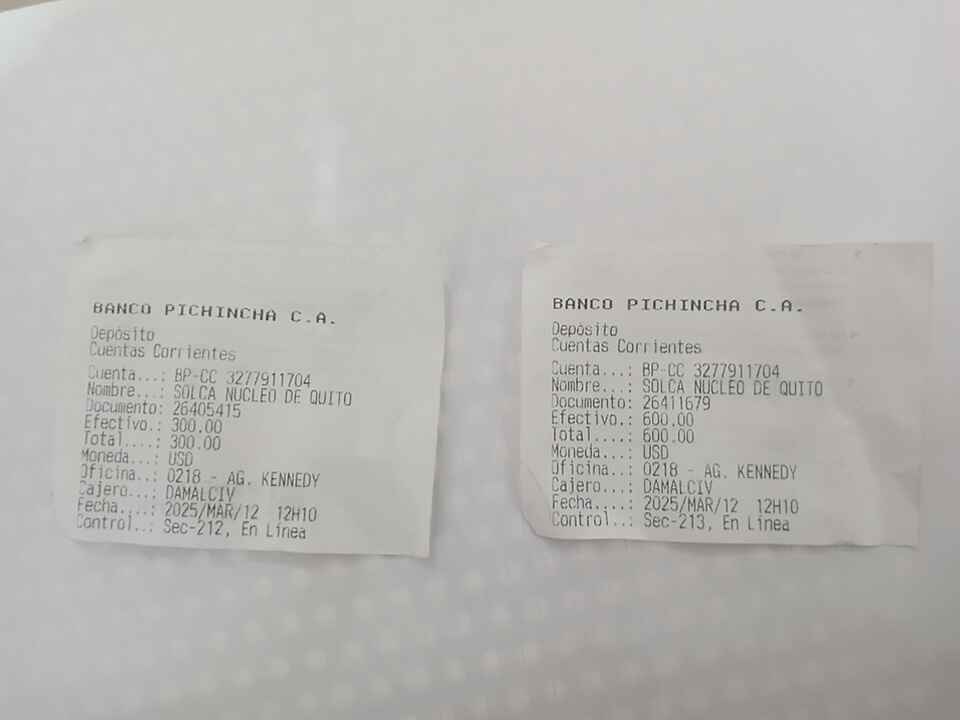 BANCO PICHINCHA C.A.
Depósito
Cuentas Corrientes
Cuenta...: BP-CC 3277911704
Nombre...: SOLCA NUCLEO DE QUITO
Documento: 26405415
Efectivo.: 300.00
Total....: 300.00
Moneda...: USD
Oficina..: 0218 - AG. KENNEDY
Cajero...: DAMALCIV
Fecha....: 2025/MAR/12 12H10
Control..: Sec-212, En Línea
BANCO PICHINCHA C.A.
Depósito
Cuentas Corrientes
Cuenta...: BP-CC 3277911704
Nombre...: SOLCA NUCLEO DE QUITO
Documento: 26411679
Efectivo.: 600.00
Total....: 600.00
Moneda...: USD
Oficina..: 0218 - AG. KENNEDY
Cajero...: DAMALCIV
Fecha....: 2025/MAR/12 12H10
Control..: Sec-213, En Línea